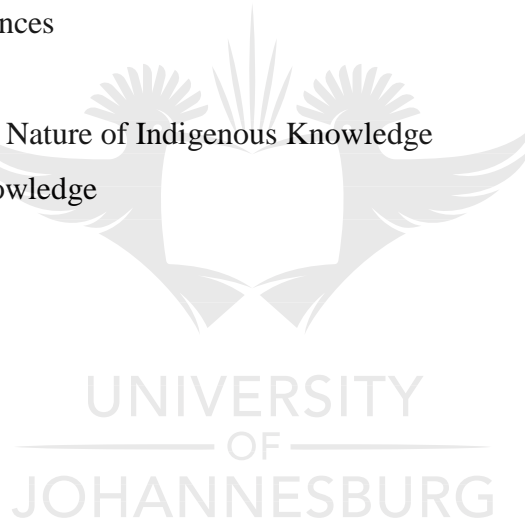 nces
Nature of Indigenous Knowledge
owledge
UNIVERSITY
OF
JOHANNESBURG